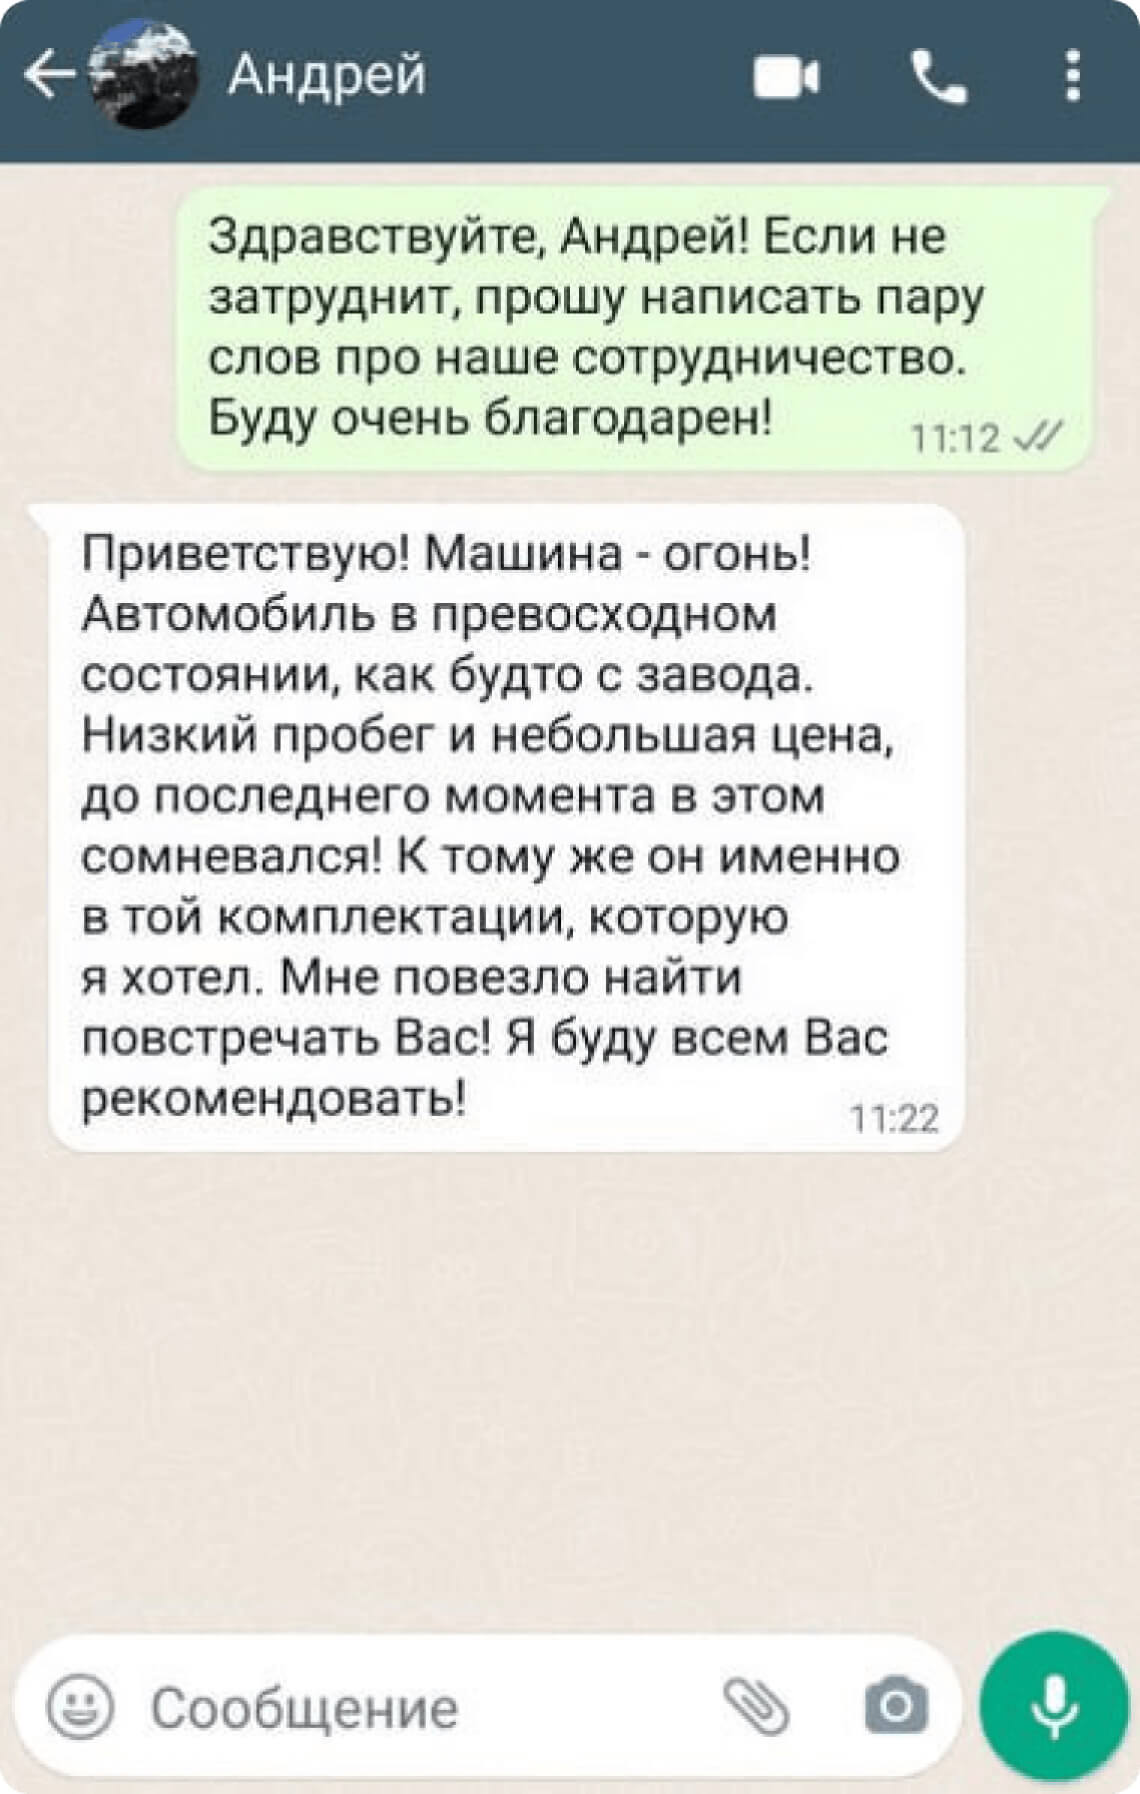 Андрей
Здравствуйте, Андрей! Если не
затруднит, прошу написать пару
слов про наше сотрудничество.
Буду очень благодарен!
11:12
Приветствую! Машина - огонь!
Автомобиль в превосходном
состоянии, как будто с завода.
Низкий пробег и небольшая цена,
до последнего момента в этом
сомневался! К тому же он именно
в той комплектации, которую
я хотел. Мне повезло найти
повстречать Вас! Я буду всем Вас
рекомендовать!
11:22
Сообщение